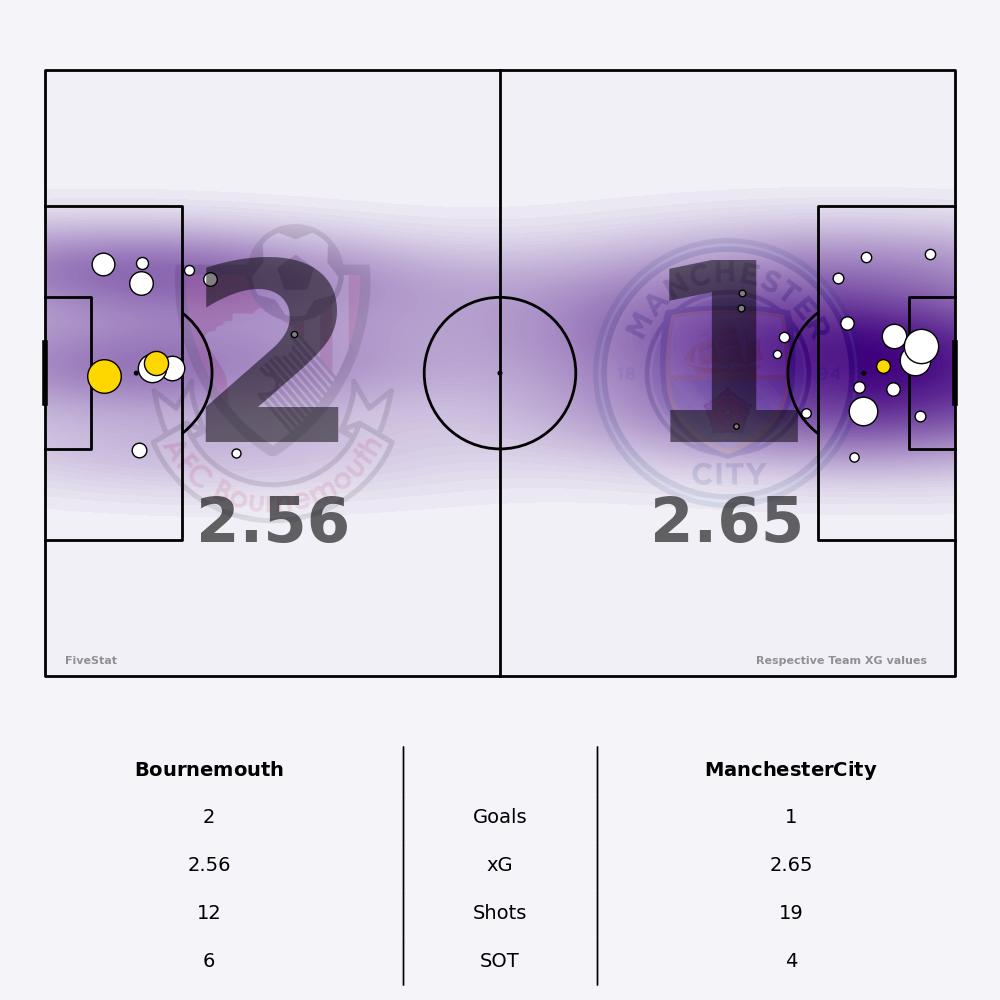 2
1
MANCHESTER
18 94
CITY
AFC Bournemouth
2.56
2.65
FiveStat
Respective Team XG values
Bournemouth ManchesterCity
2 Goals 1
2.56 xG 2.65
12 Shots 19
6 SOT 4